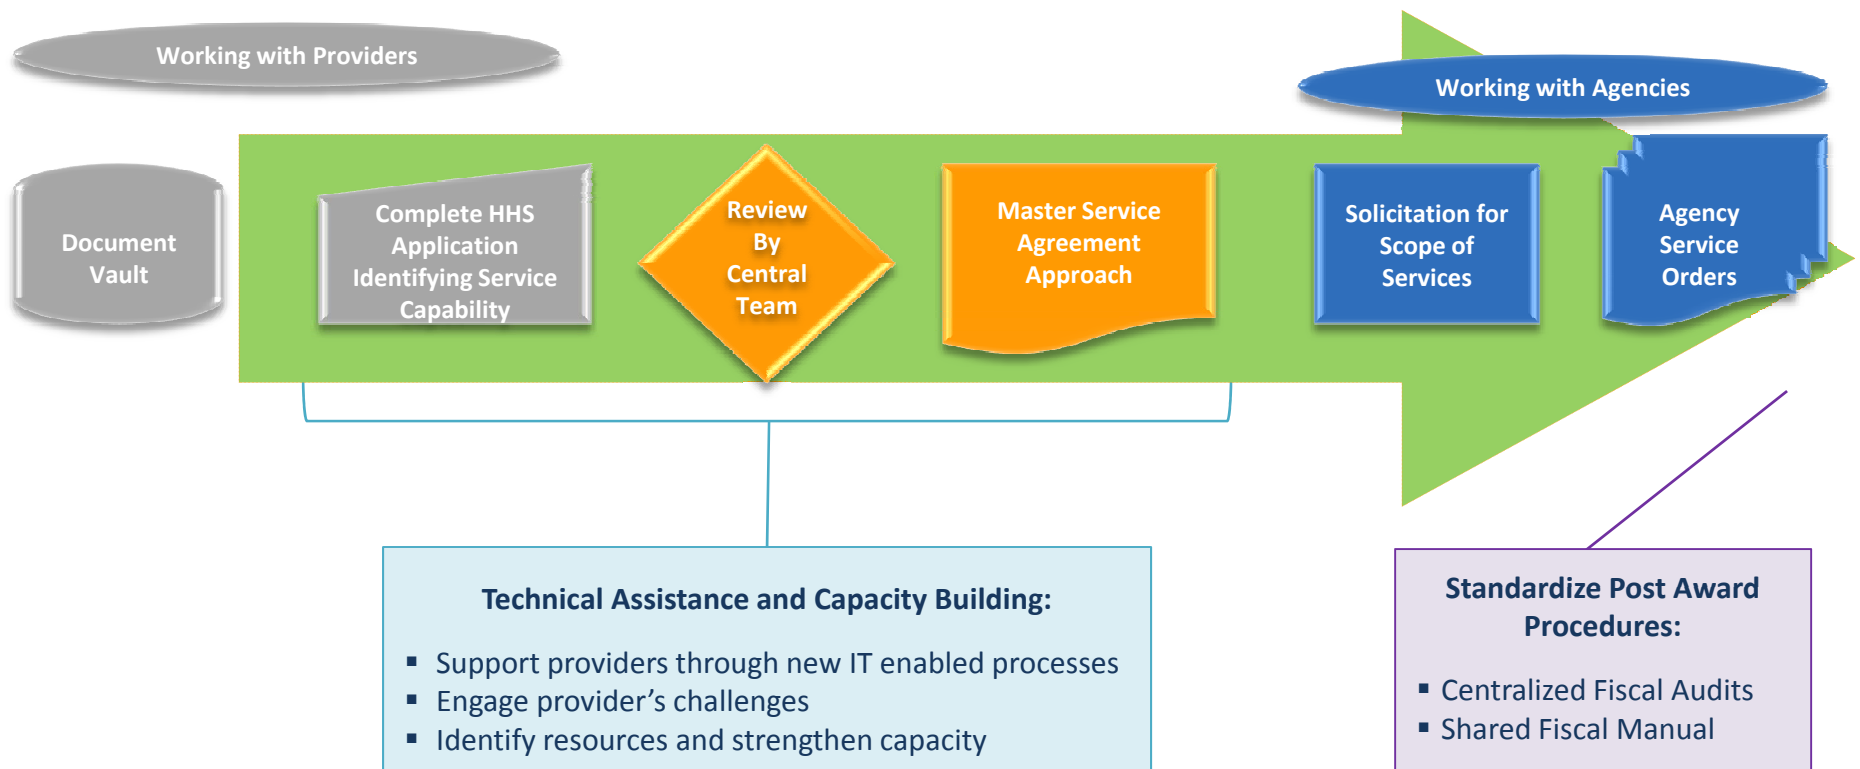 Working with Providers
Working with Agencies
Document
Vault
Complete HHS
Application
Identifying Service
Capability
Review
By
Central
Team
Master Service
Agreement
Approach
Solicitation for
Scope of
Services
Agency
Service
Orders
Technical Assistance and Capacity Building:
▪ Support providers through new IT enabled processes
▪ Engage provider’s challenges
▪ Identify resources and strengthen capacity
Standardize Post Award
Procedures:
▪ Centralized Fiscal Audits
▪ Shared Fiscal Manual